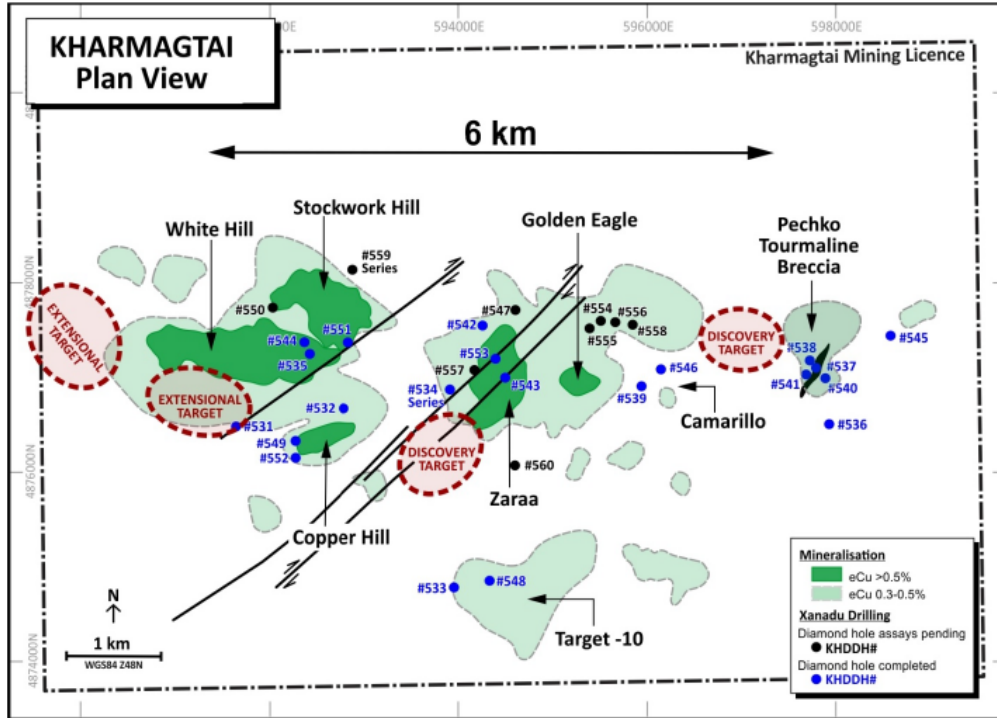 KHARMAGTAI
Plan View
594000E
596000E
598000E
Kharmagtai Mining Licence
6 km
EXTENSIONAL
TARGET
White Hill
Stockwork Hill
#559
Series
#550
#551
#544
#535
EXTENSIONAL
TARGET
#531
#532
#549
#552
Copper Hill
Golden Eagle
#547
#542
#553
#557
#534
Series
#543
DISCOVERY
TARGET
#560
Zaraa
#554
#556
#555
#558
#546
#539
Camarillo
DISCOVERY
TARGET
Pechko
Tourmaline
Breccia
#538
#537
#541
#540
#536
#545
#533
#548
Target -10
4878000N
4876000N
4874000N
N
1 km
WGS84 Z48N
Mineralisation
eCu >0.5%
eCu 0.3-0.5%
Xanadu Drilling
Diamond hole assays pending
KHDDH#
Diamond hole completed
KHDDH#